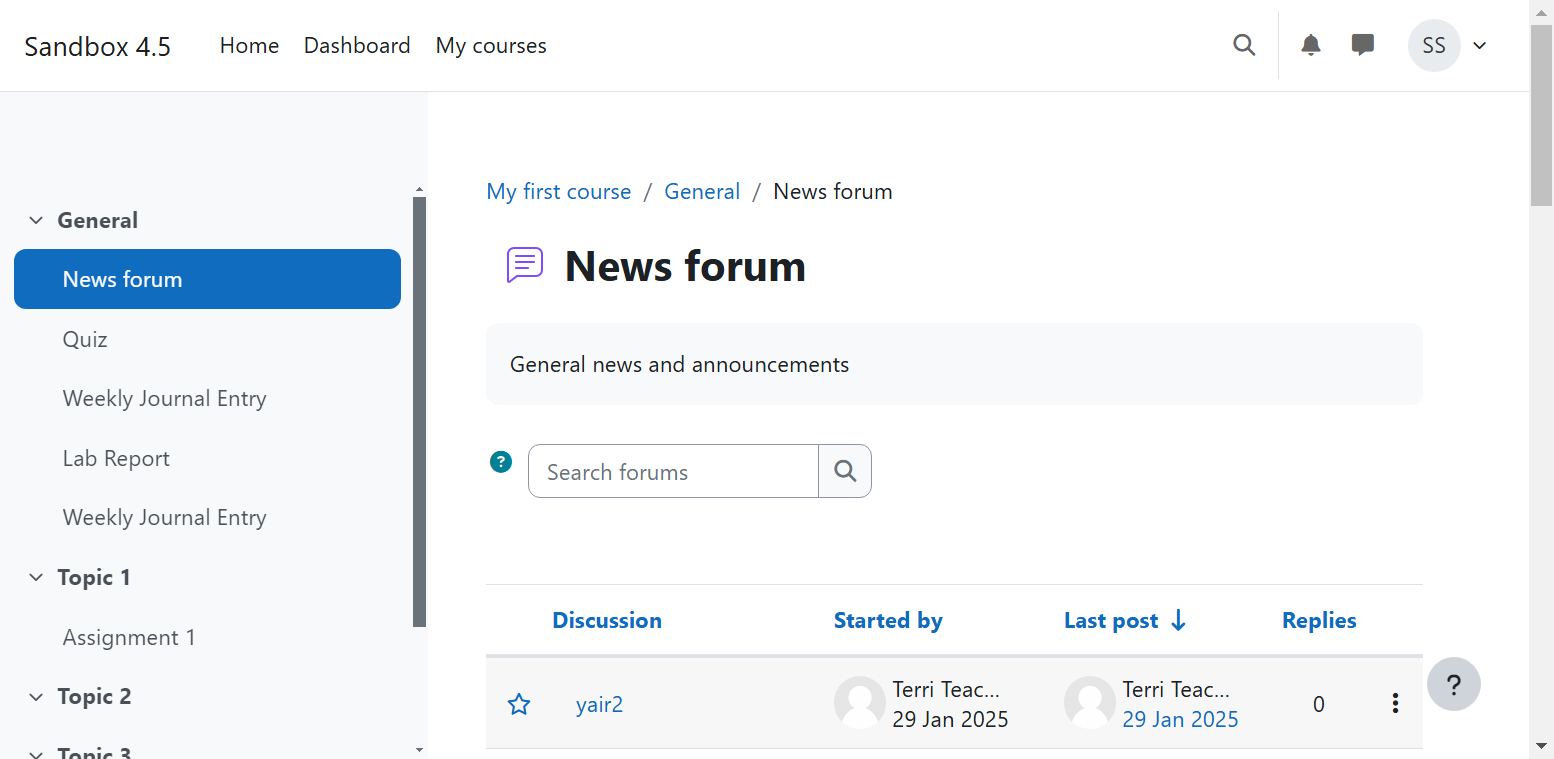 Sandbox 4.5 Home Dashboard My courses SS
General
News forum
Quiz
Weekly Journal Entry
Lab Report
Weekly Journal Entry
Topic 1
Assignment 1
Topic 2
Topic 3
My first course / General / News forum
News forum
General news and announcements
? Search forums
Discussion Started by Last post Replies
yair2 Terri Teac... 29 Jan 2025 Terri Teac... 29 Jan 2025 0
?